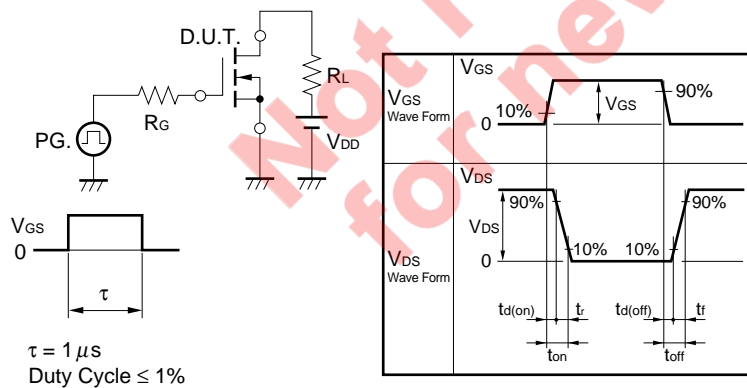 D.U.T.
RL
RG
PG.
VDD
VGS
0
τ
τ = 1 μs
Duty Cycle ≤ 1%
VGS
Wave Form
VGS
10%
VGS
90%
0
VDS
Wave Form
VDS
90%
90%
VDS
10%
10%
0
td(on)
tr
td(off)
tf
ton
toff
Not
for new